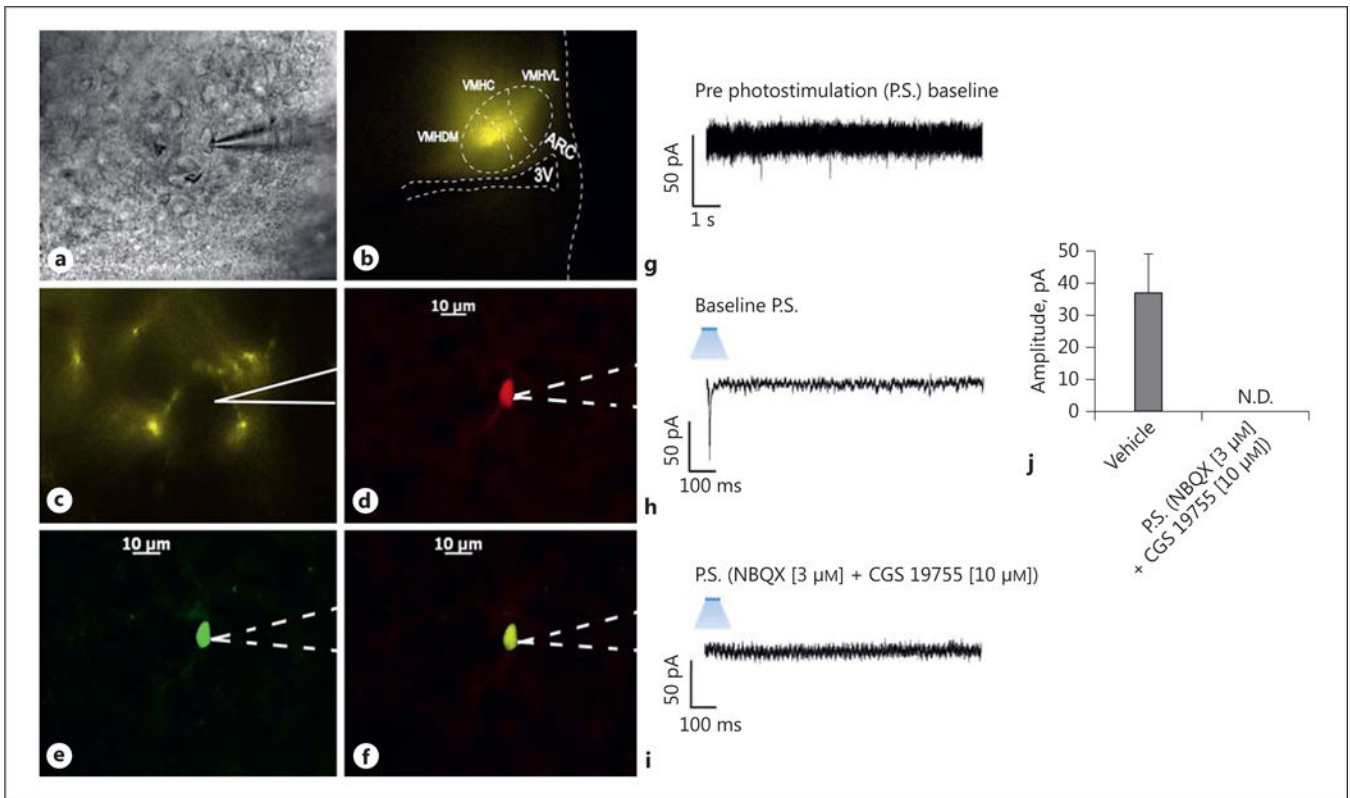 a
VMHC
VMHVL
VMHDM
ARC
3V
b
c
10 µm
d
10 µm
e
10 µm
f
g
Pre photostimulation (P.S.) baseline
50 pA
1 s
h
Baseline P.S.
50 pA
100 ms
i
P.S. (NBQX [3 µM] + CGS 19755 [10 µM])
50 pA
100 ms
j
Amplitude, pA
50
40
30
20
10
0
N.D.
Vehicle
P.S. (NBQX [3 µM]
+ CGS 19755 [10 µM])